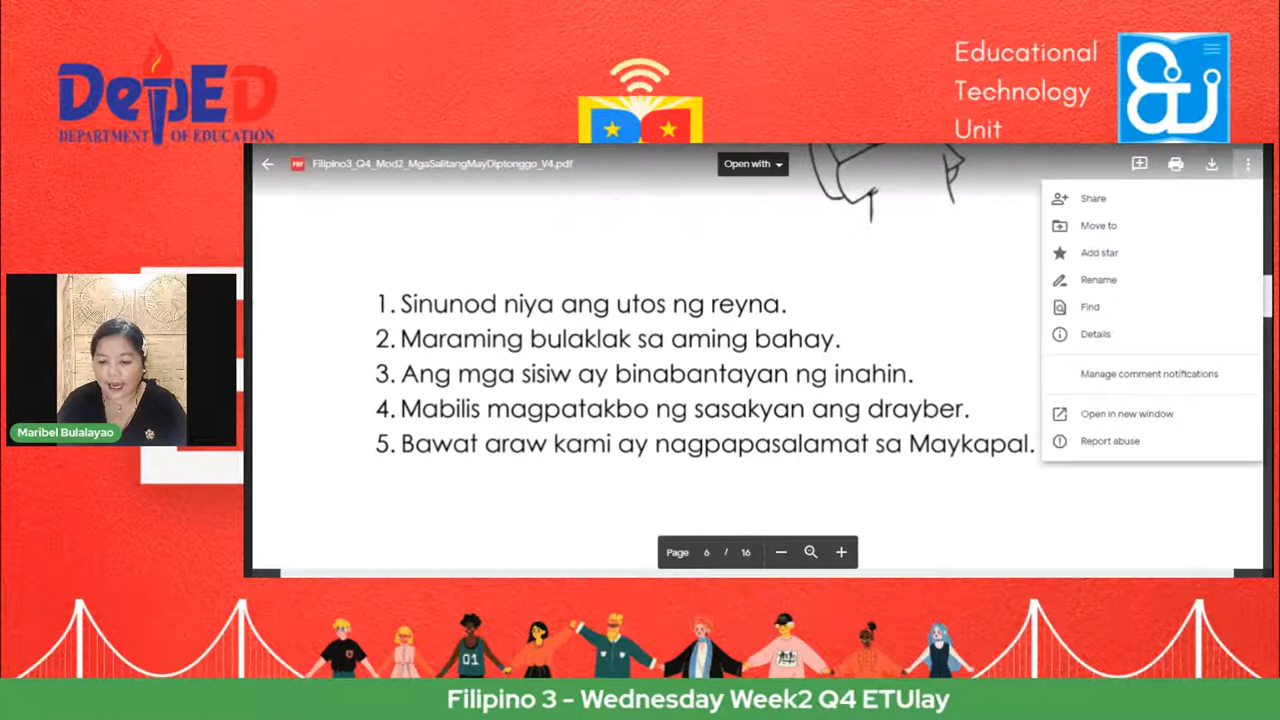 DepED
DEPARTMENT OF EDUCATION
Educational
Technology
Unit
Filipino3_Q4_Mod2_MgaSalitangMayDiptonggo_V4.pdf
Open with
Share
Move to
Add star
Rename
Find
Details
Manage comment notifications
Open in new window
Report abuse
1. Sinunod niya ang utos ng reyna.
2. Maraming bulaklak sa aming bahay.
3. Ang mga sisiw ay binabantayan ng inahin.
4. Mabilis magpatakbo ng sasakyan ang drayber.
5. Bawat araw kami ay nagpapasalamat sa Maykapal.
Maribel Bulalayao
Page 6 / 16
01
Filipino 3 - Wednesday Week2 Q4 ETUlay